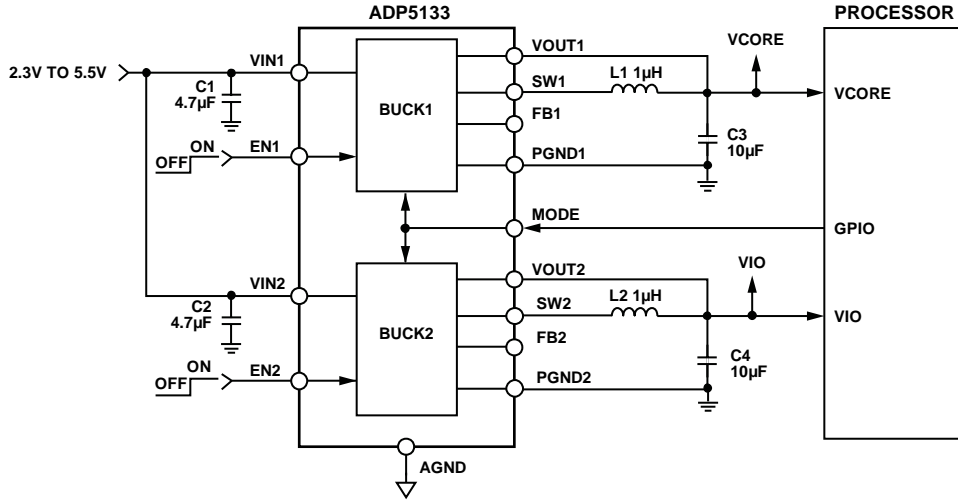 ADP5133
PROCESSOR
2.3V TO 5.5V
VIN1
C1
4.7µF
ON
OFF
EN1
BUCK1
VOUT1
SW1
L1 1µH
FB1
PGND1
VCORE
VCORE
C3
10µF
MODE
GPIO
VIN2
C2
4.7µF
ON
OFF
EN2
BUCK2
VOUT2
SW2
L2 1µH
FB2
PGND2
VIO
VIO
C4
10µF
AGND